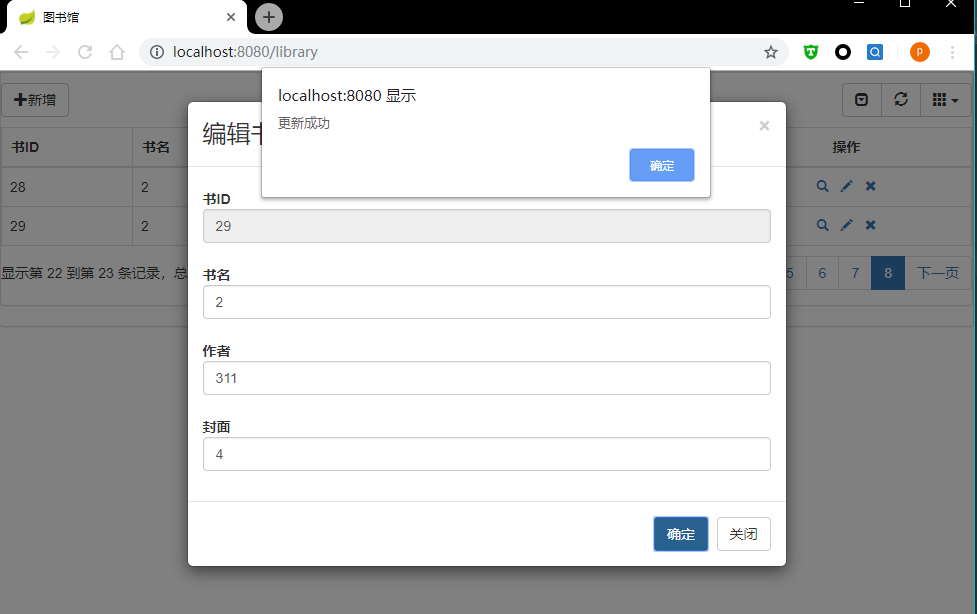 图书馆
localhost:8080/library
P
localhost:8080 显示
更新成功
确定
新增
编辑
书ID 书名 操作
28 2
29 2
显示第 22 到第 23 条记录，总
5 6 7 8 下一页
书ID
29
书名
2
作者
311
封面
4
确定 关闭